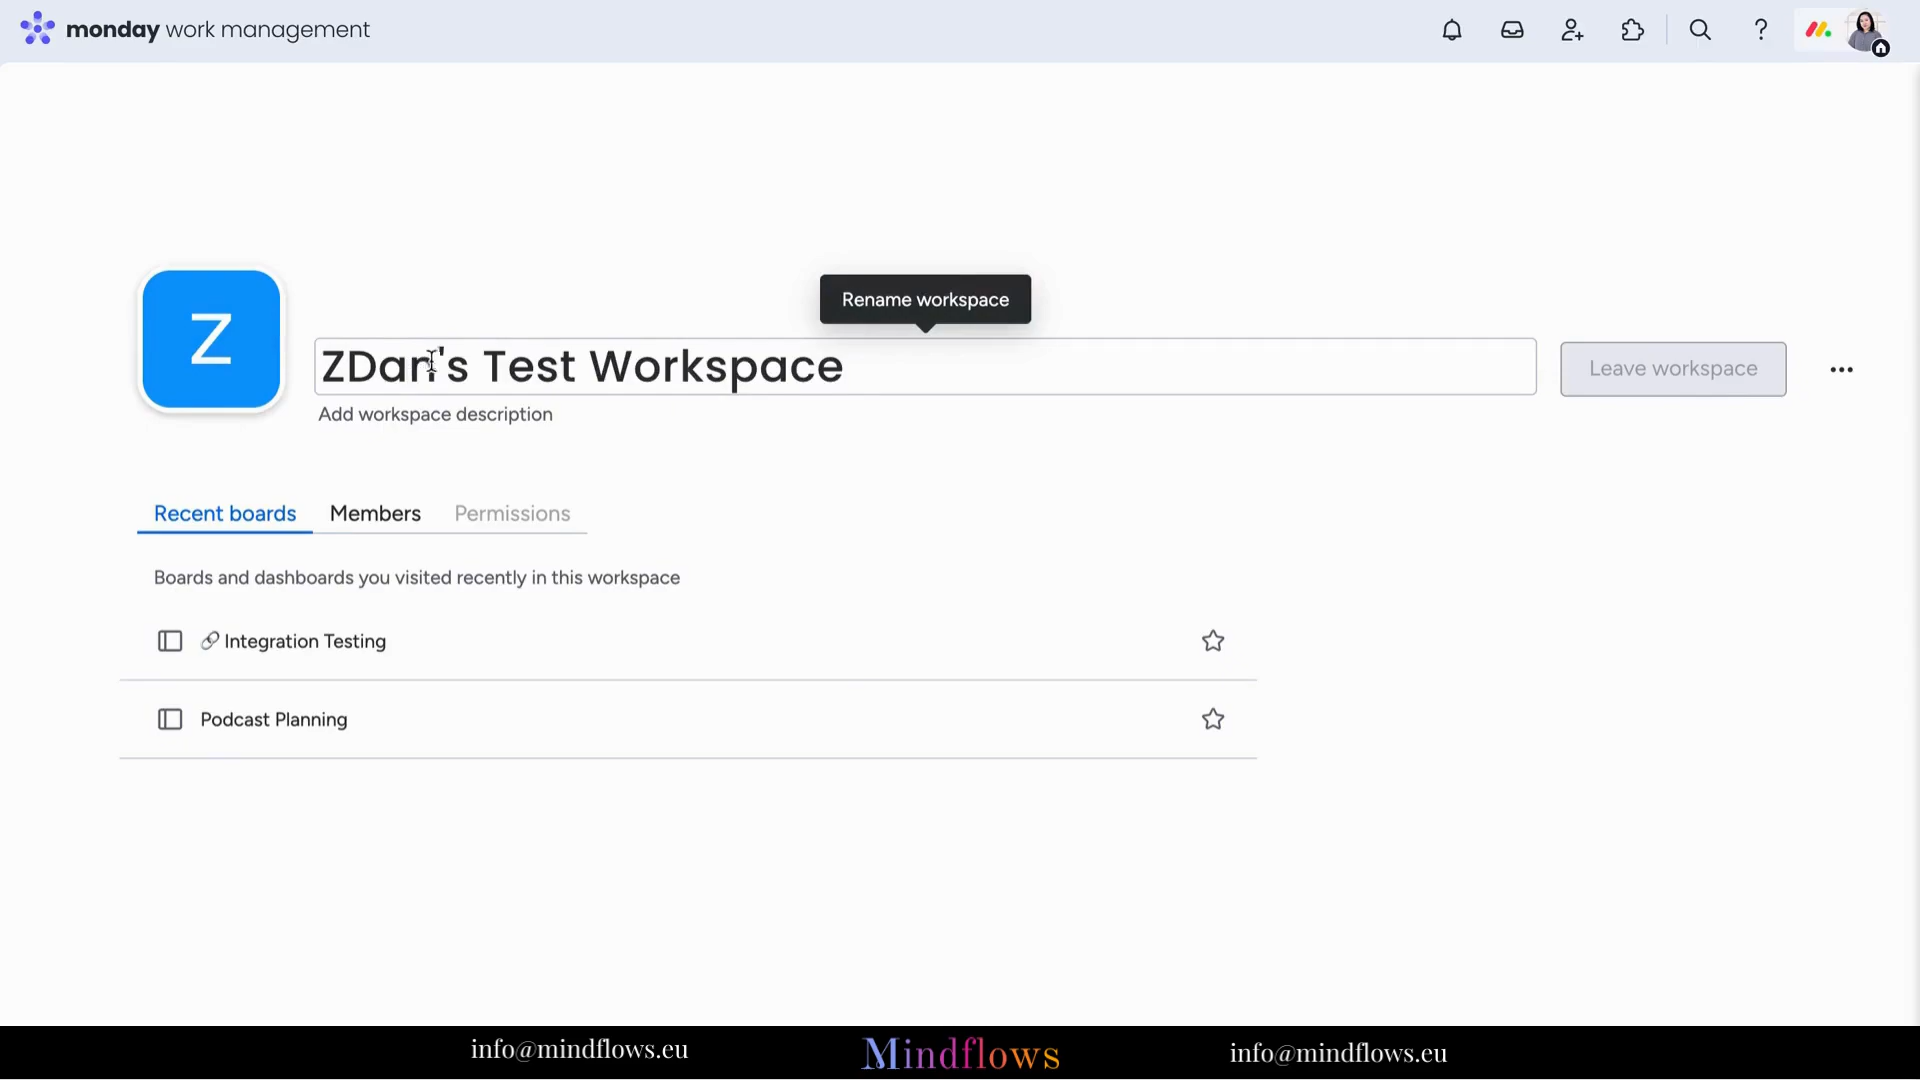 monday work management
Rename workspace
Z
ZDan's Test Workspace
Leave workspace
Add workspace description
Recent boards Members Permissions
Boards and dashboards you visited recently in this workspace
Integration Testing
Podcast Planning
info@mindflows.eu Mindflows info@mindflows.eu